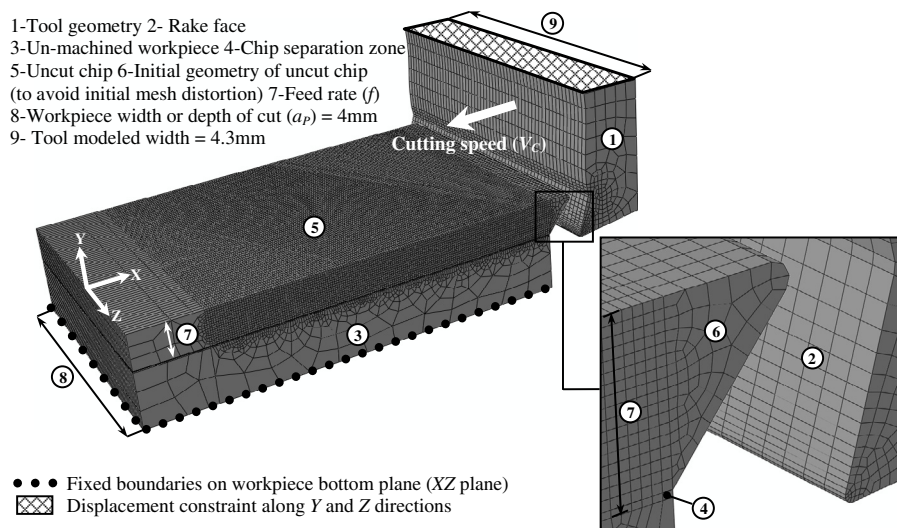 1-Tool geometry 2- Rake face
3-Un-machined workpiece 4-Chip separation zone
5-Uncut chip 6-Initial geometry of uncut chip
(to avoid initial mesh distortion) 7-Feed rate (f)
8-Workpiece width or depth of cut (aP) = 4mm
9- Tool modeled width = 4.3mm
9
1
Cutting speed (VC)
5
Y
X
Z
7
3
8
6
2
7
4
Fixed boundaries on workpiece bottom plane (XZ plane)
Displacement constraint along Y and Z directions